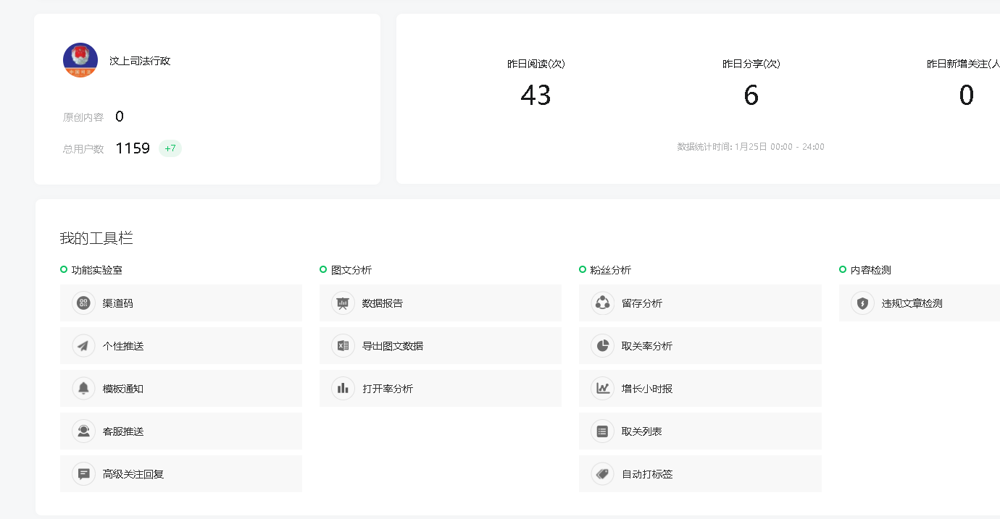 汶上司法行政
原创内容 0
总用户数 1159 +7
昨日阅读(次)
43
昨日分享(次)
6
昨日新增关注(人
0
数据统计时间: 1月25日 00:00 - 24:00
我的工具栏
功能实验室
渠道码
个性推送
模板通知
客服推送
高级关注回复
图文分析
数据报告
导出图文数据
打开率分析
粉丝分析
留存分析
取关率分析
增长小时报
取关列表
自动打标签
内容检测
违规文章检测